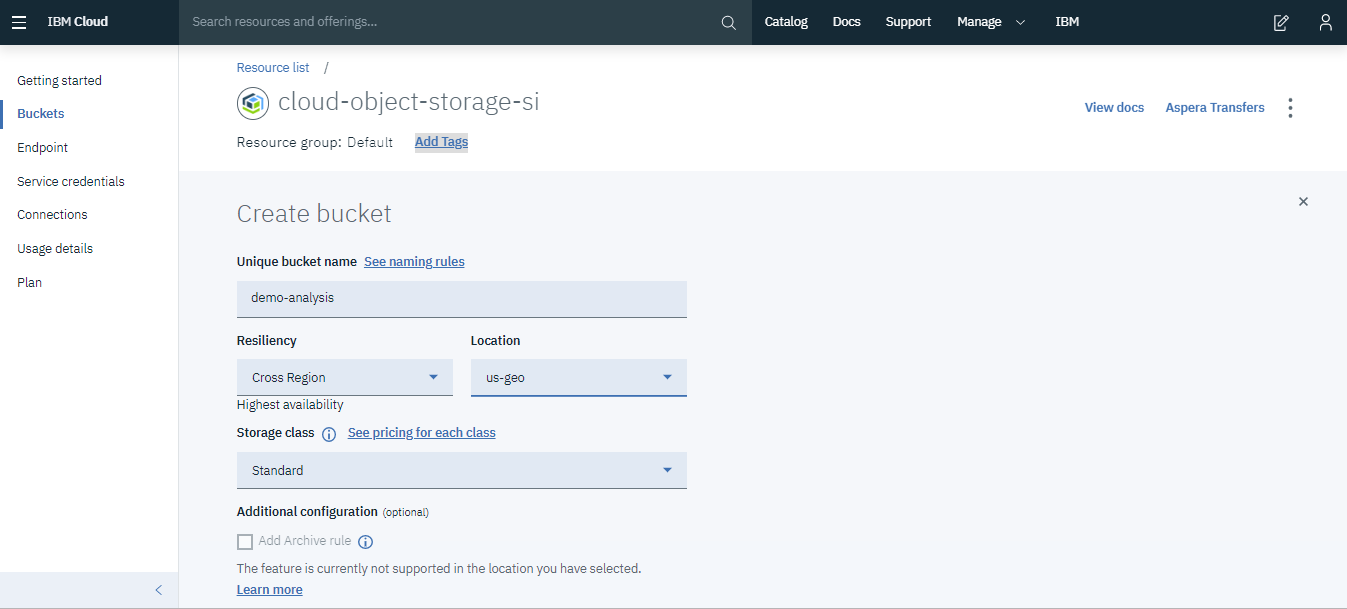 IBM Cloud
Search resources and offerings...
Catalog
Docs
Support
Manage
IBM
Getting started
Buckets
Endpoint
Service credentials
Connections
Usage details
Plan
Resource list /
cloud-object-storage-si
Resource group: Default Add Tags
View docs
Aspera Transfers
Create bucket
Unique bucket name See naming rules
demo-analysis
Resiliency
Location
Cross Region
us-geo
Highest availability
Storage class See pricing for each class
Standard
Additional configuration (optional)
Add Archive rule
The feature is currently not supported in the location you have selected.
Learn more